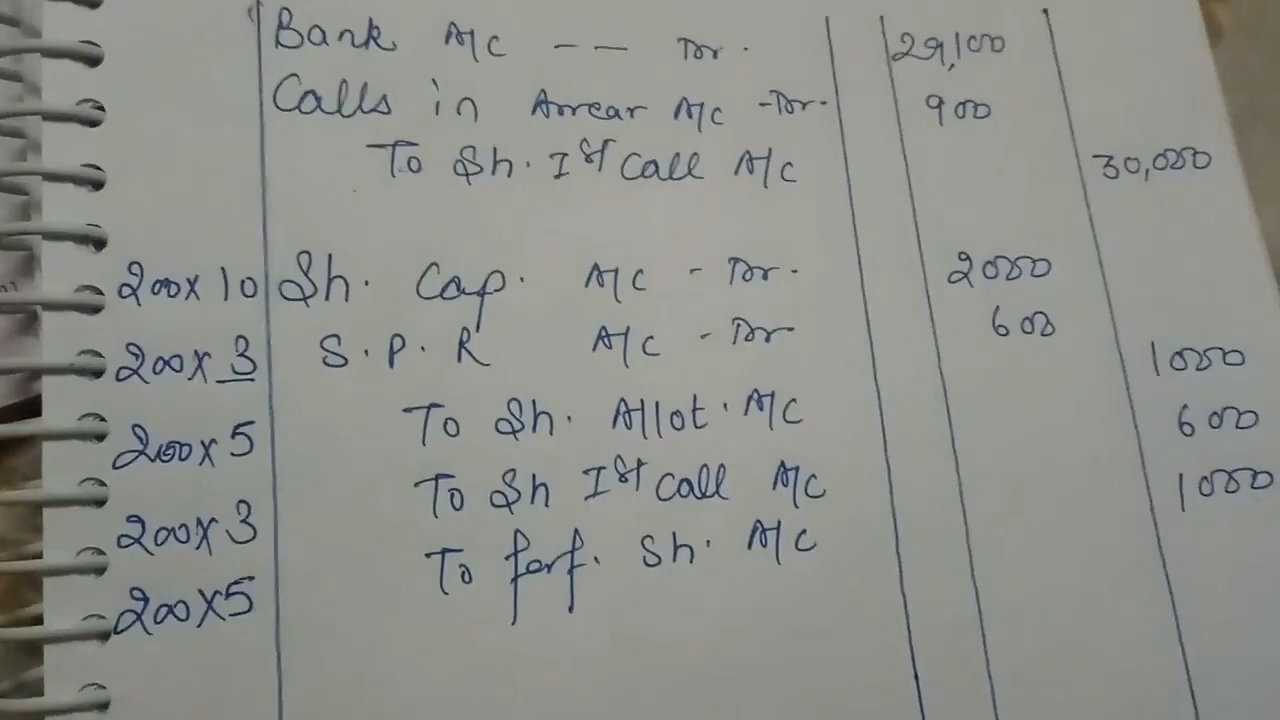 Bank A/c -- Dr. 29,100
Calls in Arrear A/c -Dr. 900
To Sh. Ist Call A/c 30,000
200x10 Sh. Cap. A/c - Dr. 2000
200x3 S.P.R A/c - Dr 600
1000
200x5 To Sh. Allot. A/c 600
200x3 To Sh Ist Call A/c 1000
200x5 To forf. Sh. A/c